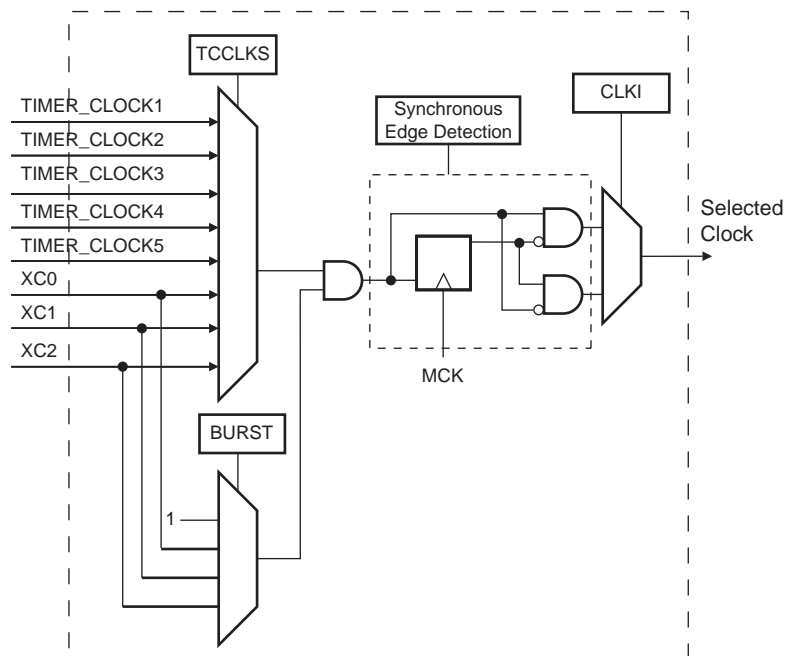 TCCLKS
TIMER_CLOCK1
TIMER_CLOCK2
TIMER_CLOCK3
TIMER_CLOCK4
TIMER_CLOCK5
XC0
XC1
XC2
Synchronous
Edge Detection
CLKI
Selected
Clock
MCK
BURST
1